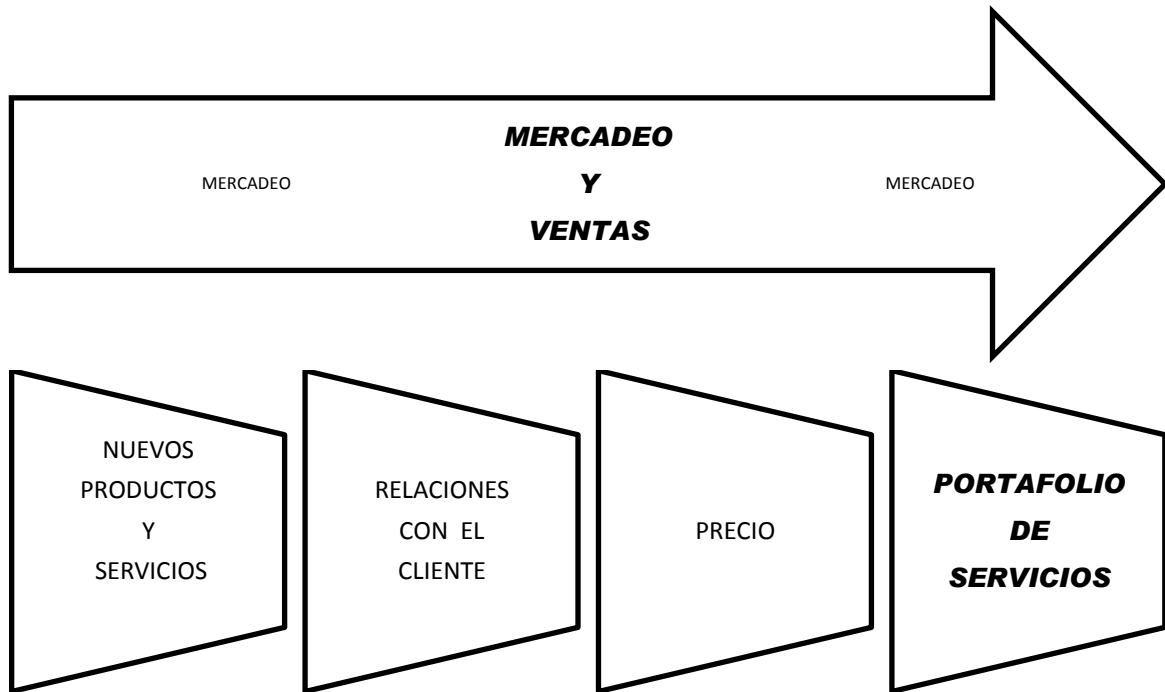 MERCADEO
Y
VENTAS
MERCADEO
MERCADEO
NUEVOS
PRODUCTOS
Y
SERVICIOS
RELACIONES
CON EL
CLIENTE
PRECIO
PORTAFOLIO
DE
SERVICIOS